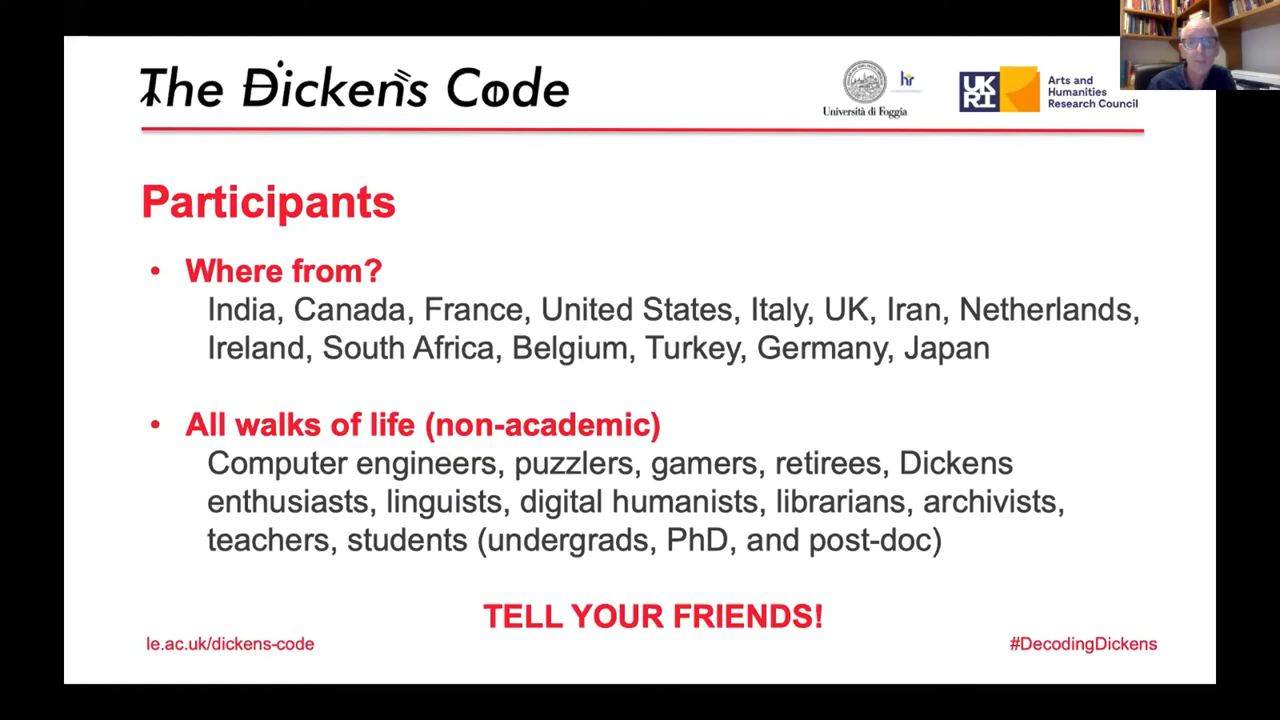 The Dickens Code
Università di Foggia
hr
UK
RI
Arts and
Humanities
Research Council
Participants
• Where from?
India, Canada, France, United States, Italy, UK, Iran, Netherlands,
Ireland, South Africa, Belgium, Turkey, Germany, Japan
• All walks of life (non-academic)
Computer engineers, puzzlers, gamers, retirees, Dickens
enthusiasts, linguists, digital humanists, librarians, archivists,
teachers, students (undergrads, PhD, and post-doc)
TELL YOUR FRIENDS!
le.ac.uk/dickens-code
#DecodingDickens